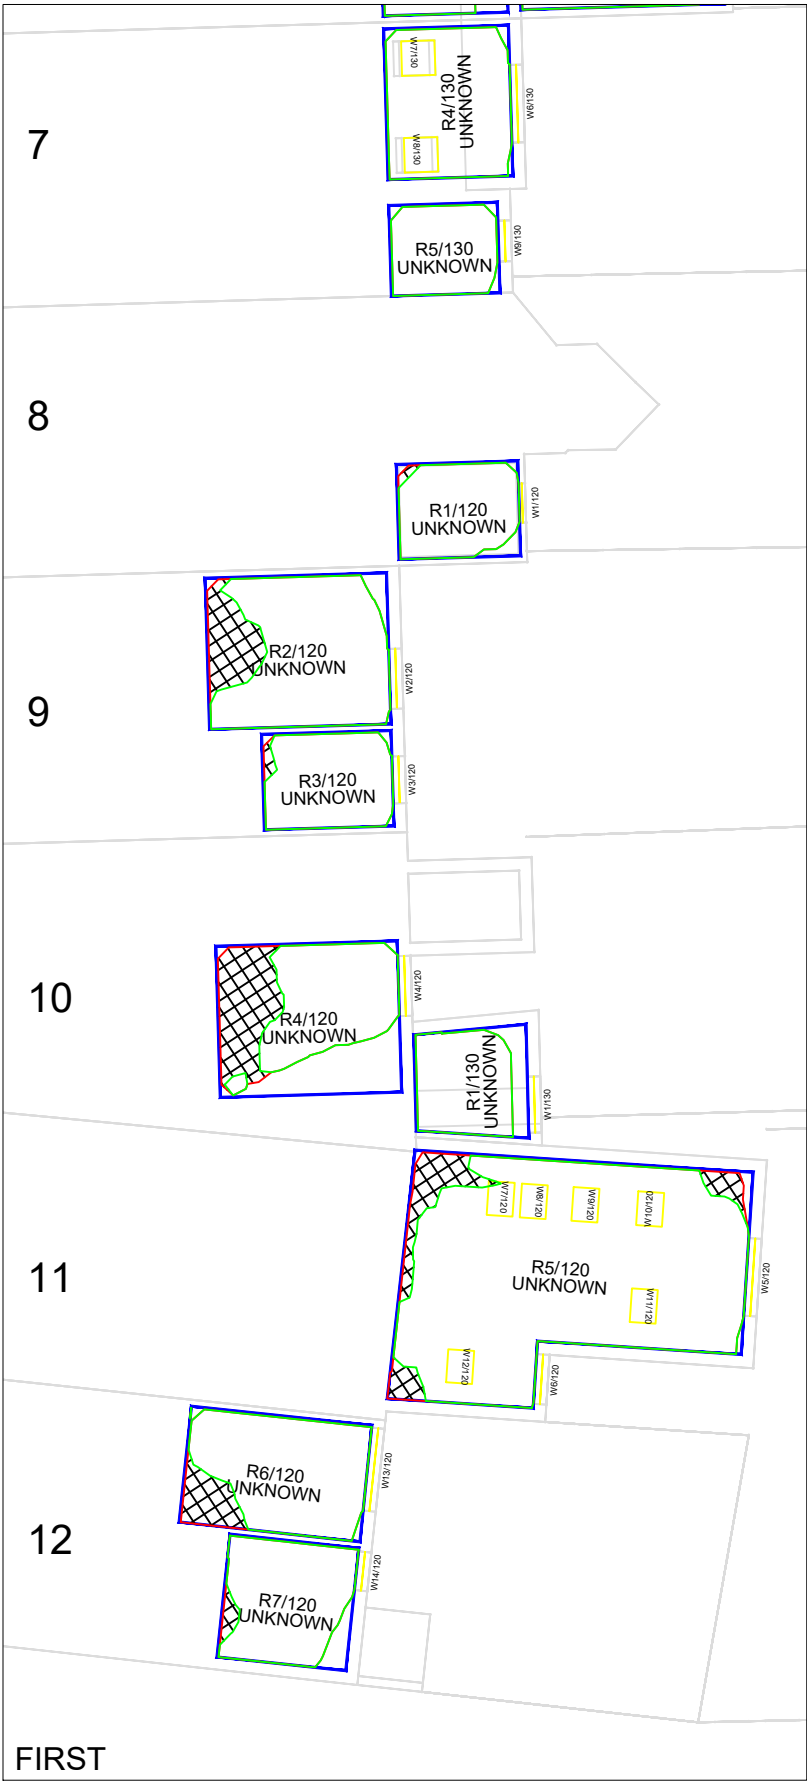 7
W7/130
R4/130
UNKNOWN
W6/130
W8/130
R5/130
UNKNOWN
W9/130
8
R1/120
UNKNOWN
W1/120
9
R2/120
UNKNOWN
W2/120
R3/120
UNKNOWN
W3/120
10
R4/120
UNKNOWN
W4/120
R1/130
UNKNOWN
W1/130
11
W7/120
W8/120
W9/120
W10/120
R5/120
UNKNOWN
W5/120
W11/120
W12/120
W6/120
12
R6/120
UNKNOWN
W13/120
R7/120
UNKNOWN
W14/120
FIRST